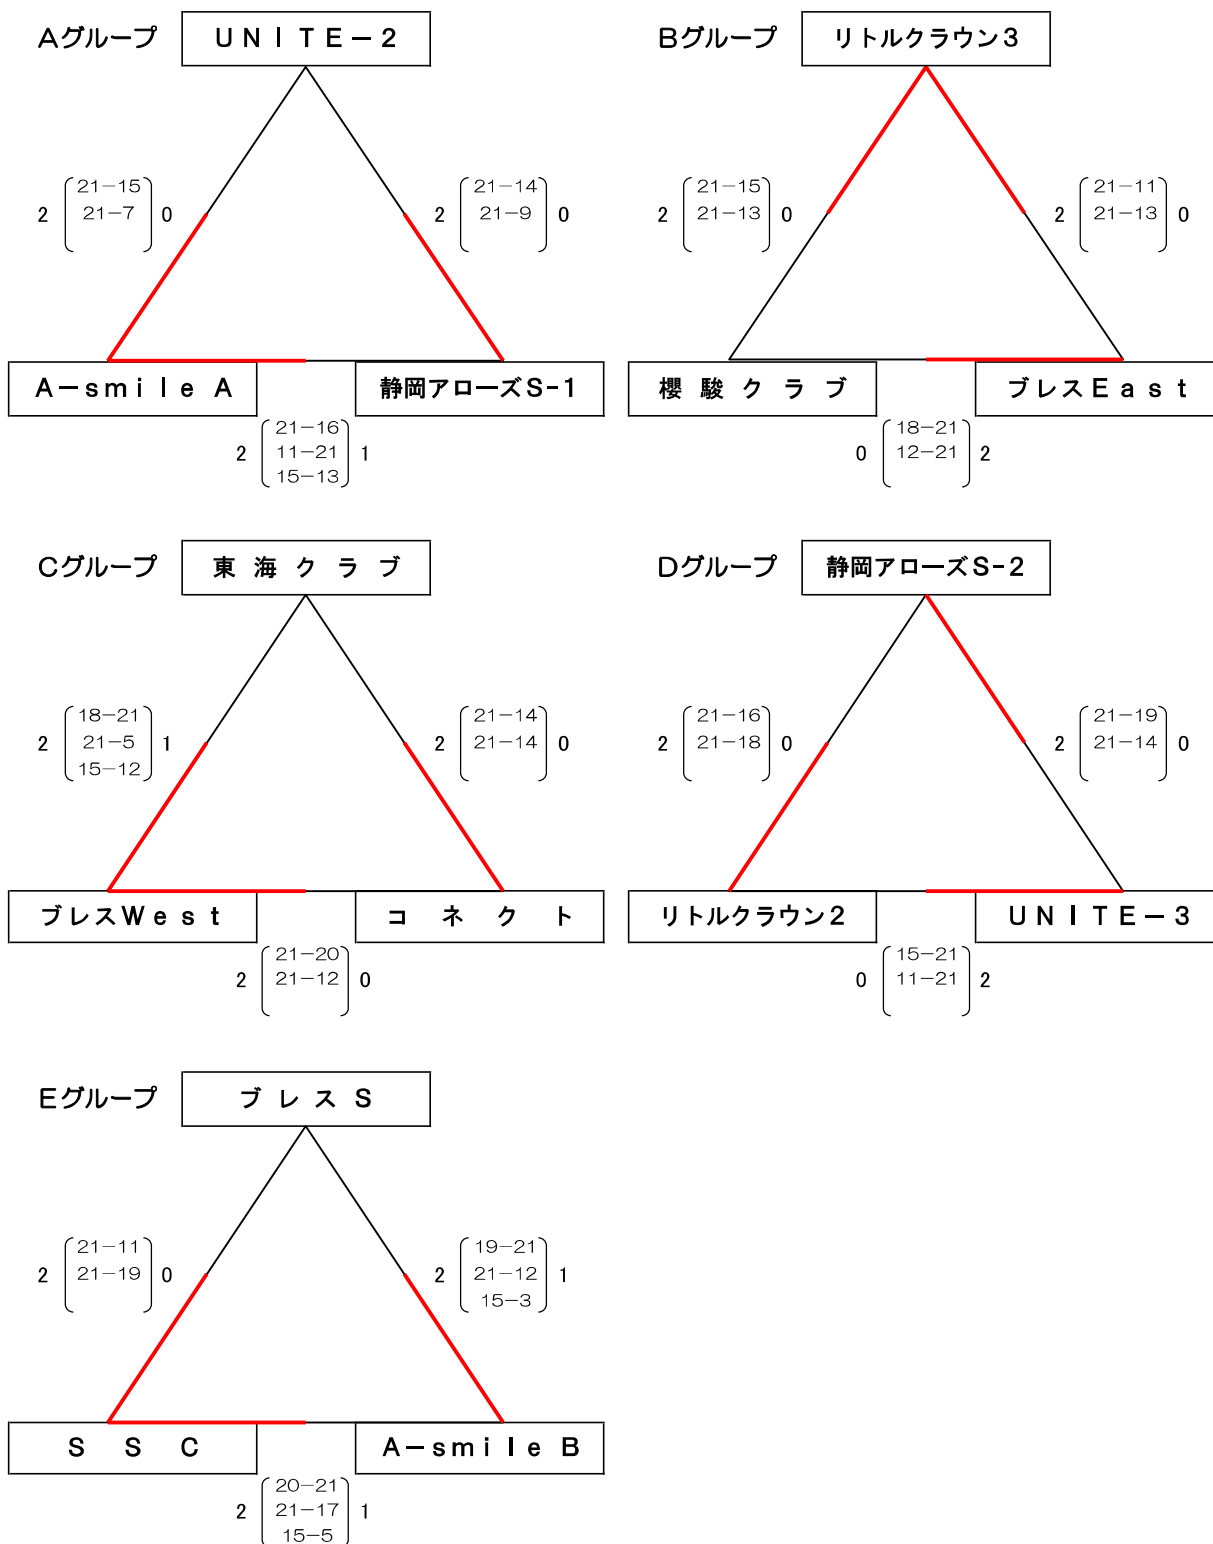 Aグループ UNITE－2
2 21－15 0
21－7
2 21－14 0
21－9
A－smile A
静岡アローズS-1
2 21－16 1
11－21
15－13
Bグループ リトルクラウン3
2 21－15 0
21－13
2 21－11 0
21－13
櫻駿クラブ
ブレスEast
0 18－21 2
12－21
Cグループ 東海クラブ
2 18－21 1
21－5
15－12
2 21－14 0
21－14
ブレスWest
コネクト
2 21－20 0
21－12
Dグループ 静岡アローズS-2
2 21－16 0
21－18
2 21－19 0
21－14
リトルクラウン2
UNITE－3
0 15－21 2
11－21
Eグループ ブレスS
2 21－11 0
21－19
2 19－21 1
21－12
15－3
SSC
A－smile B
2 20－21 1
21－17
15－5